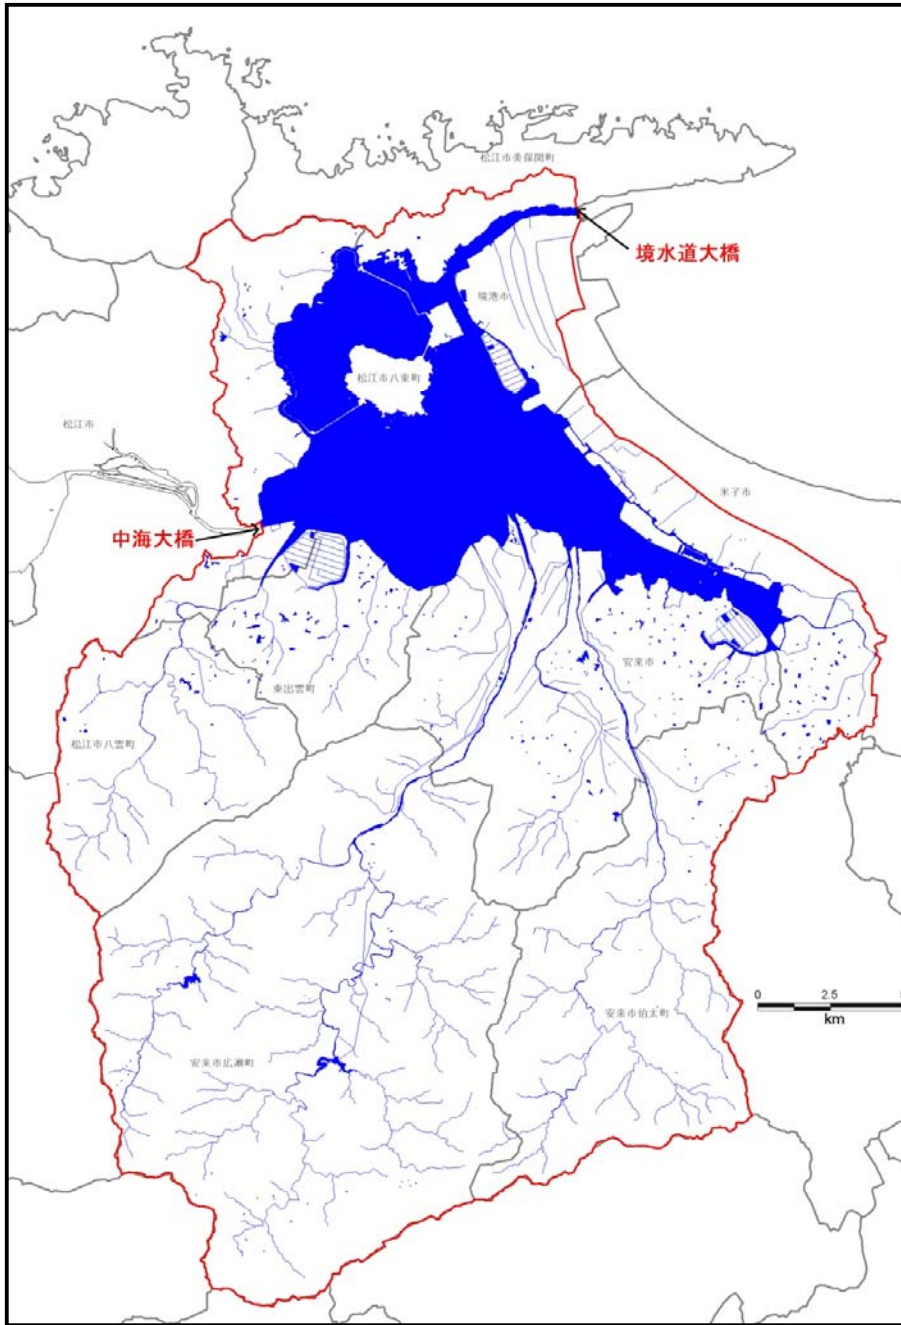 松江市美保関町
境水道大橋
境港市
松江市八束町
松江市
米子市
中海大橋
安来市
東出雲町
松江市八雲町
0 2.5
km
安来市伯太町
安来市広瀬町